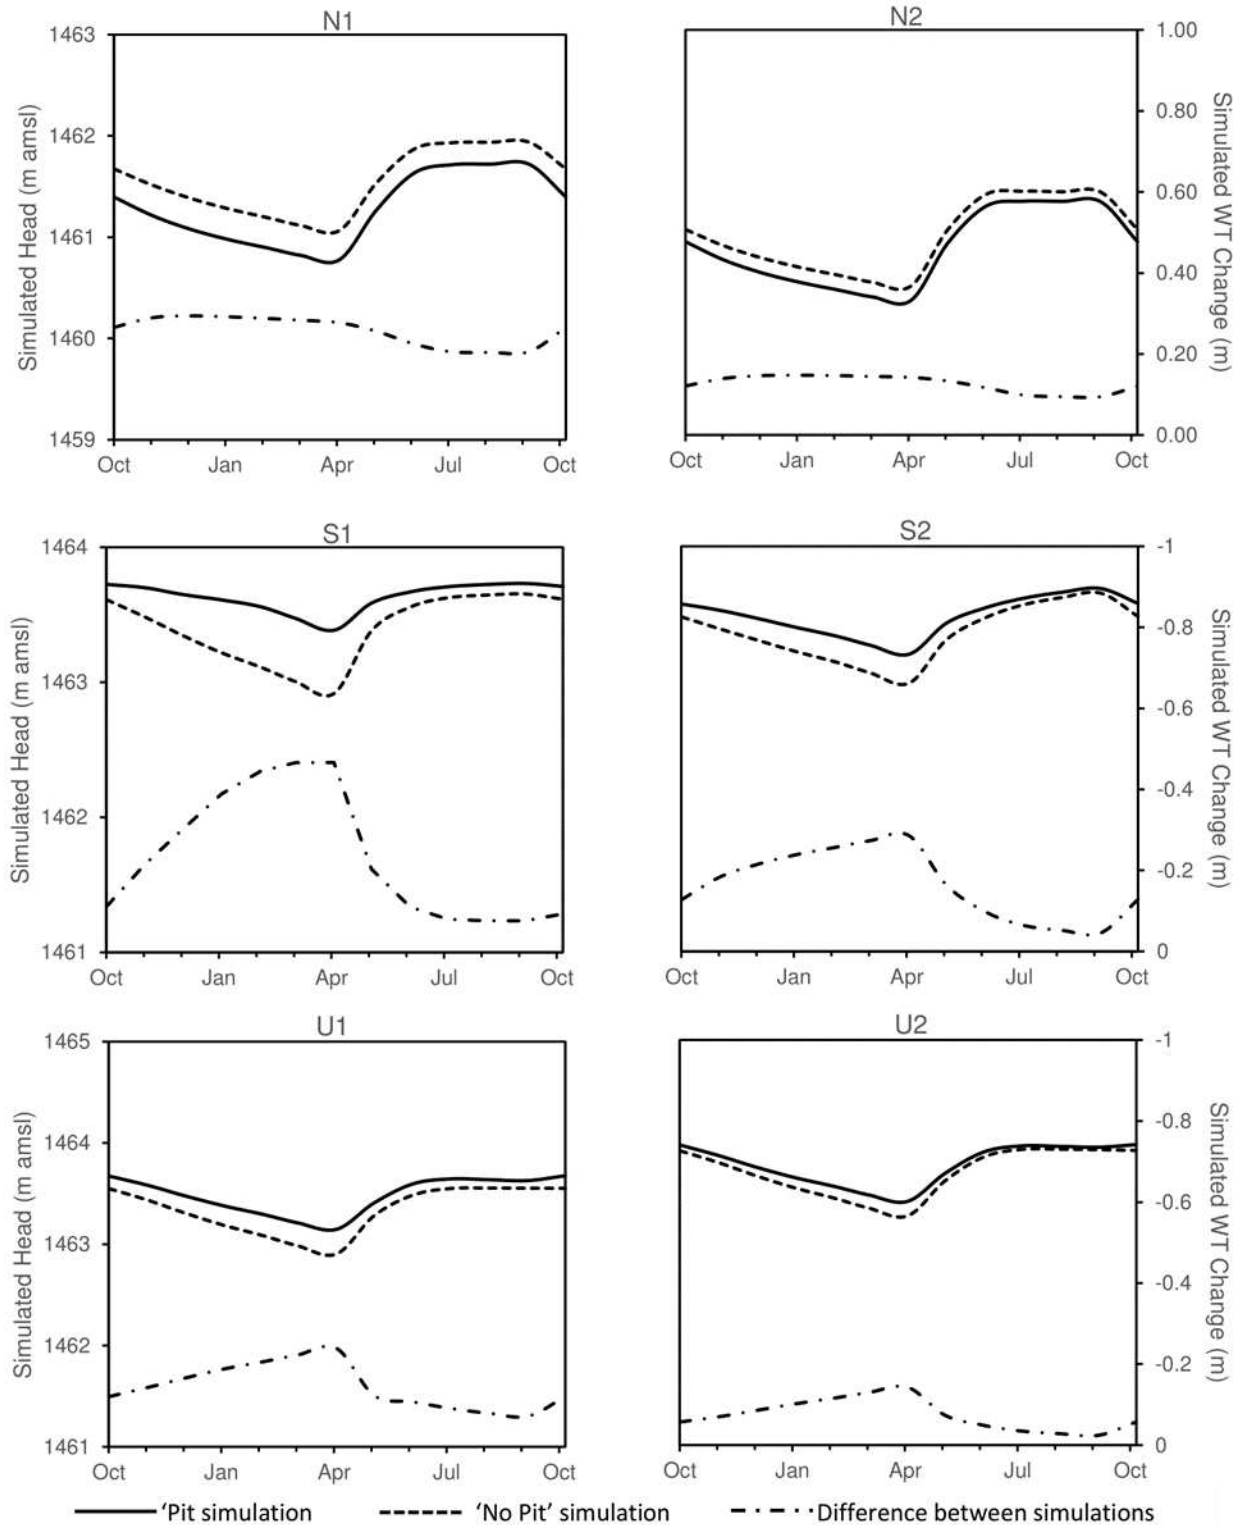 N1
N2
1463
1462
1461
1460
1459
Simulated Head (m amsl)
Oct Jan Apr Jul Oct
1.00
0.80
0.60
0.40
0.20
0.00
Simulated WT Change (m)
Oct Jan Apr Jul Oct
S1
S2
1464
1463
1462
1461
Simulated Head (m amsl)
Oct Jan Apr Jul Oct
-1
-0.8
-0.6
-0.4
-0.2
0
Simulated WT Change (m)
Oct Jan Apr Jul Oct
U1
U2
1465
1464
1463
1462
1461
Simulated Head (m amsl)
Oct Jan Apr Jul Oct
-1
-0.8
-0.6
-0.4
-0.2
0
Simulated WT Change (m)
Oct Jan Apr Jul Oct
‘Pit simulation
‘No Pit’ simulation
Difference between simulations